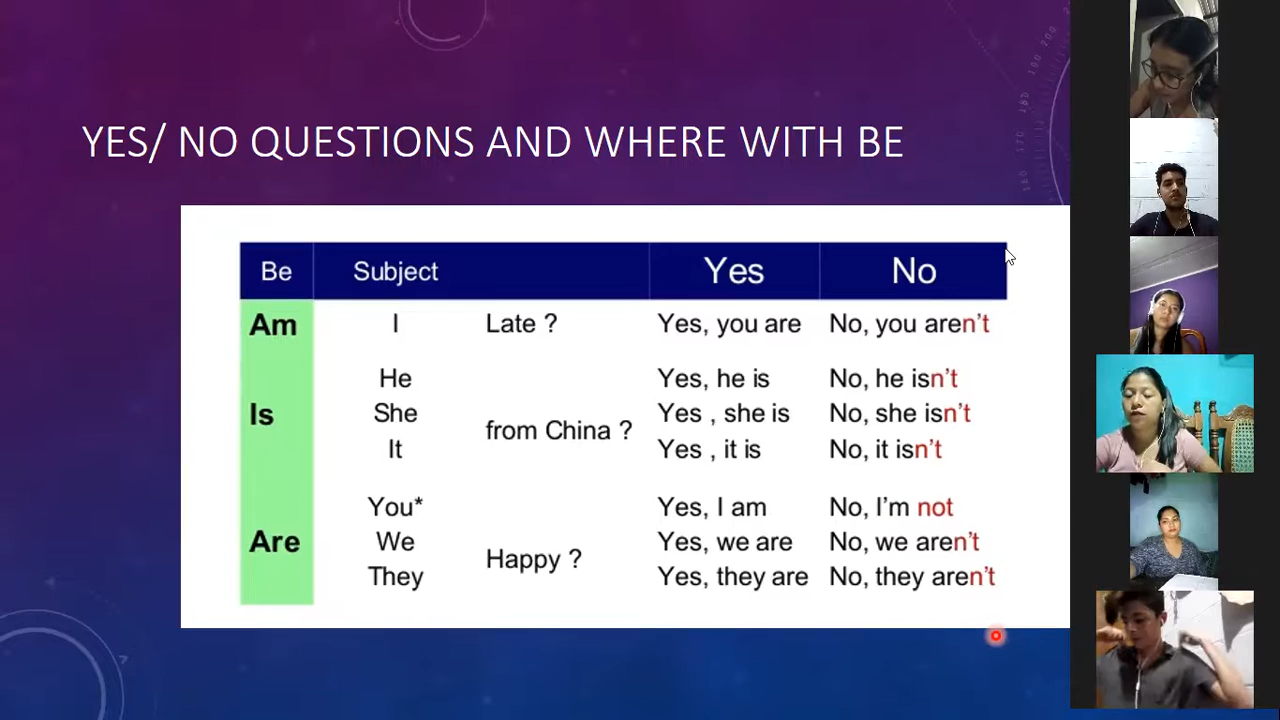 YES/ NO QUESTIONS AND WHERE WITH BE
Be Subject Yes No
Am I Late ? Yes, you are No, you aren't
He Yes, he is No, he isn't
Is She from China ? Yes , she is No, she isn't
It Yes , it is No, it isn't
You* Yes, I am No, I'm not
Are We Happy ? Yes, we are No, we aren't
They Yes, they are No, they aren't